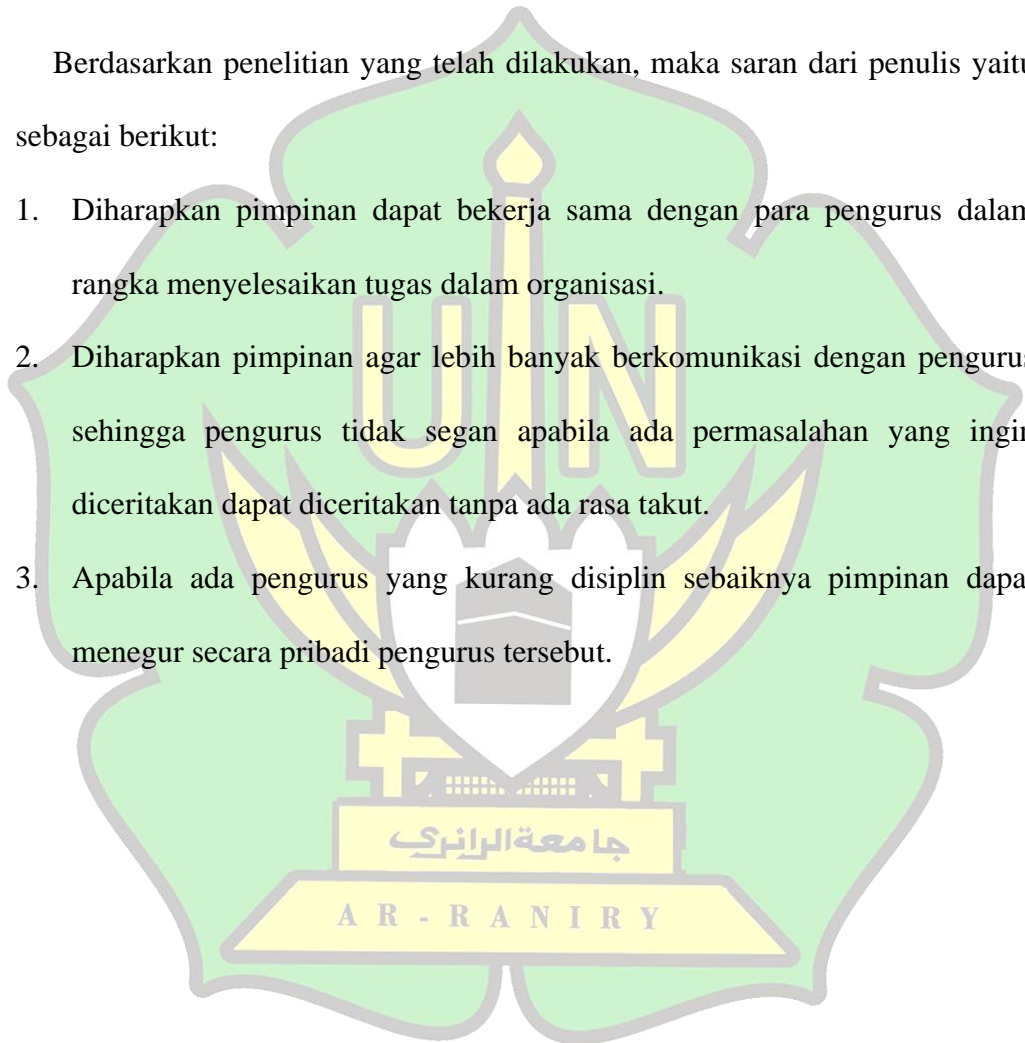 Berdasarkan penelitian yang telah dilakukan, maka saran dari penulis yaitu
sebagai berikut:
1. Diharapkan pimpinan dapat bekerja sama dengan para pengurus dalam
rangka menyelesaikan tugas dalam organisasi.
2. Diharapkan pimpinan agar lebih banyak berkomunikasi dengan pengurus
sehingga pengurus tidak segan apabila ada permasalahan yang ingin
diceritakan dapat diceritakan tanpa ada rasa takut.
3. Apabila ada pengurus yang kurang disiplin sebaiknya pimpinan dapat
menegur secara pribadi pengurus tersebut.
UIN
جامعة الرانري
AR-RANIRY